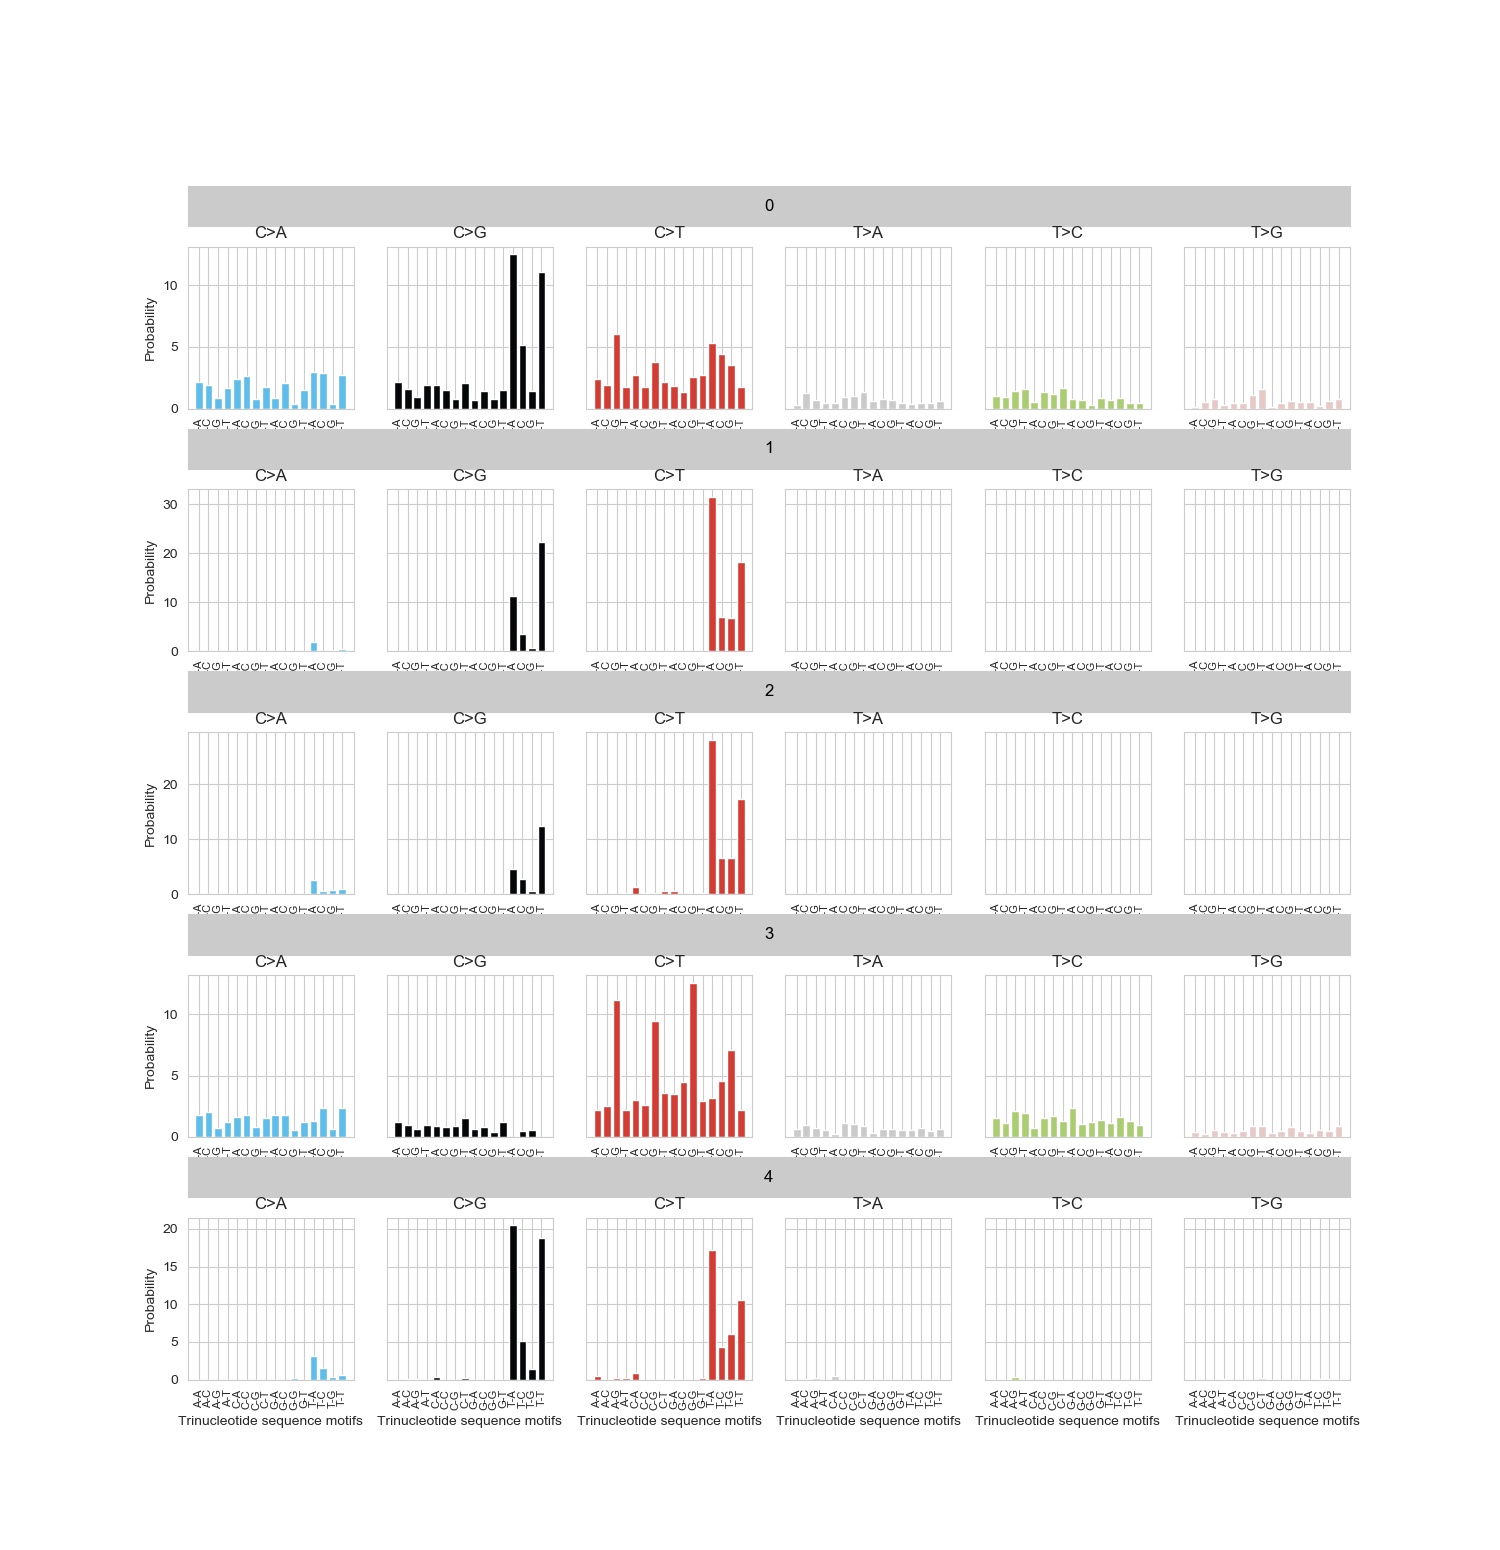 0
C>A C>G C>T T>A T>C T>G
Probability
10
5
0
1
C>A C>G C>T T>A T>C T>G
Probability
30
20
10
0
2
C>A C>G C>T T>A T>C T>G
Probability
20
10
0
3
C>A C>G C>T T>A T>C T>G
Probability
10
5
0
4
C>A C>G C>T T>A T>C T>G
Probability
20
15
10
5
0
A-A A-C A-G A-T C-A C-C C-G C-T G-A G-C G-G G-T T-A T-C T-G T-T
A-A A-C A-G A-T C-A C-C C-G C-T G-A G-C G-G G-T T-A T-C T-G T-T
A-A A-C A-G A-T C-A C-C C-G C-T G-A G-C G-G G-T T-A T-C T-G T-T
A-A A-C A-G A-T C-A C-C C-G C-T G-A G-C G-G G-T T-A T-C T-G T-T
A-A A-C A-G A-T C-A C-C C-G C-T G-A G-C G-G G-T T-A T-C T-G T-T
A-A A-C A-G A-T C-A C-C C-G C-T G-A G-C G-G G-T T-A T-C T-G T-T
Trinucleotide sequence motifs Trinucleotide sequence motifs Trinucleotide sequence motifs Trinucleotide sequence motifs Trinucleotide sequence motifs Trinucleotide sequence motifs